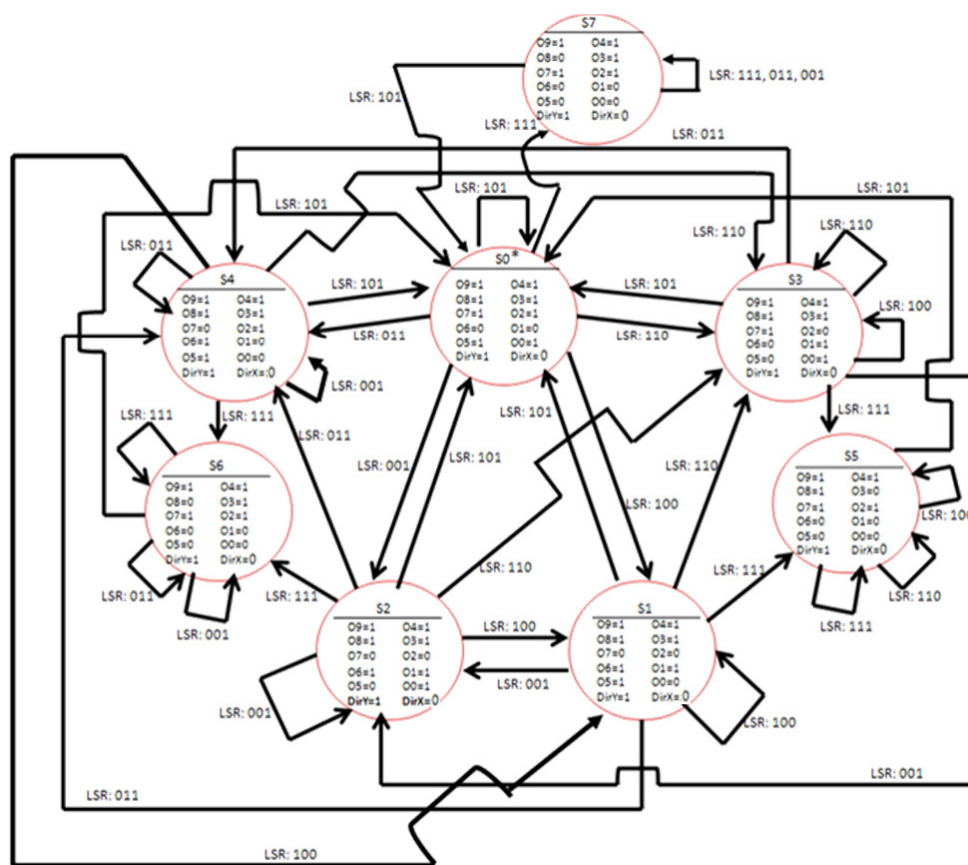 S7
O9=1 O4=1
O8=0 O3=1
O7=1 O2=1
O6=0 O1=0
O5=0 O0=0
DirY=1 DirX=0
LSR: 111, 011, 001
LSR: 101
LSR: 111
LSR: 011
LSR: 101
LSR: 101
LSR: 101
LSR: 110
LSR: 110
LSR: 011
S4
O9=1 O4=1
O8=1 O3=1
O7=0 O2=1
O6=1 O1=0
O5=1 O0=0
DirY=1 DirX=0
S0*
O9=1 O4=1
O8=1 O3=1
O7=1 O2=1
O6=0 O1=0
O5=1 O0=1
DirY=1 DirX=0
S3
O9=1 O4=1
O8=1 O3=1
O7=1 O2=0
O6=0 O1=1
O5=0 O0=1
DirY=1 DirX=0
LSR: 101
LSR: 101
LSR: 100
LSR: 011
LSR: 110
LSR: 001
LSR: 111
LSR: 111
LSR: 111
LSR: 011
LSR: 101
S6
O9=1 O4=1
O8=0 O3=1
O7=1 O2=1
O6=0 O1=0
O5=0 O0=0
DirY=1 DirX=0
S5
O9=1 O4=1
O8=1 O3=0
O7=1 O2=1
O6=0 O1=0
O5=0 O0=0
DirY=1 DirX=0
LSR: 001
LSR: 101
LSR: 110
LSR: 100
LSR: 100
LSR: 011
LSR: 111
LSR: 110
LSR: 111
LSR: 110
LSR: 001
LSR: 111
S2
O9=1 O4=1
O8=1 O3=1
O7=0 O2=0
O6=1 O1=1
O5=0 O0=1
DirY=1 DirX=0
LSR: 100
S1
O9=1 O4=1
O8=1 O3=1
O7=0 O2=0
O6=1 O1=1
O5=1 O0=1
DirY=1 DirX=0
LSR: 001
LSR: 001
LSR: 100
LSR: 001
LSR: 011
LSR: 100